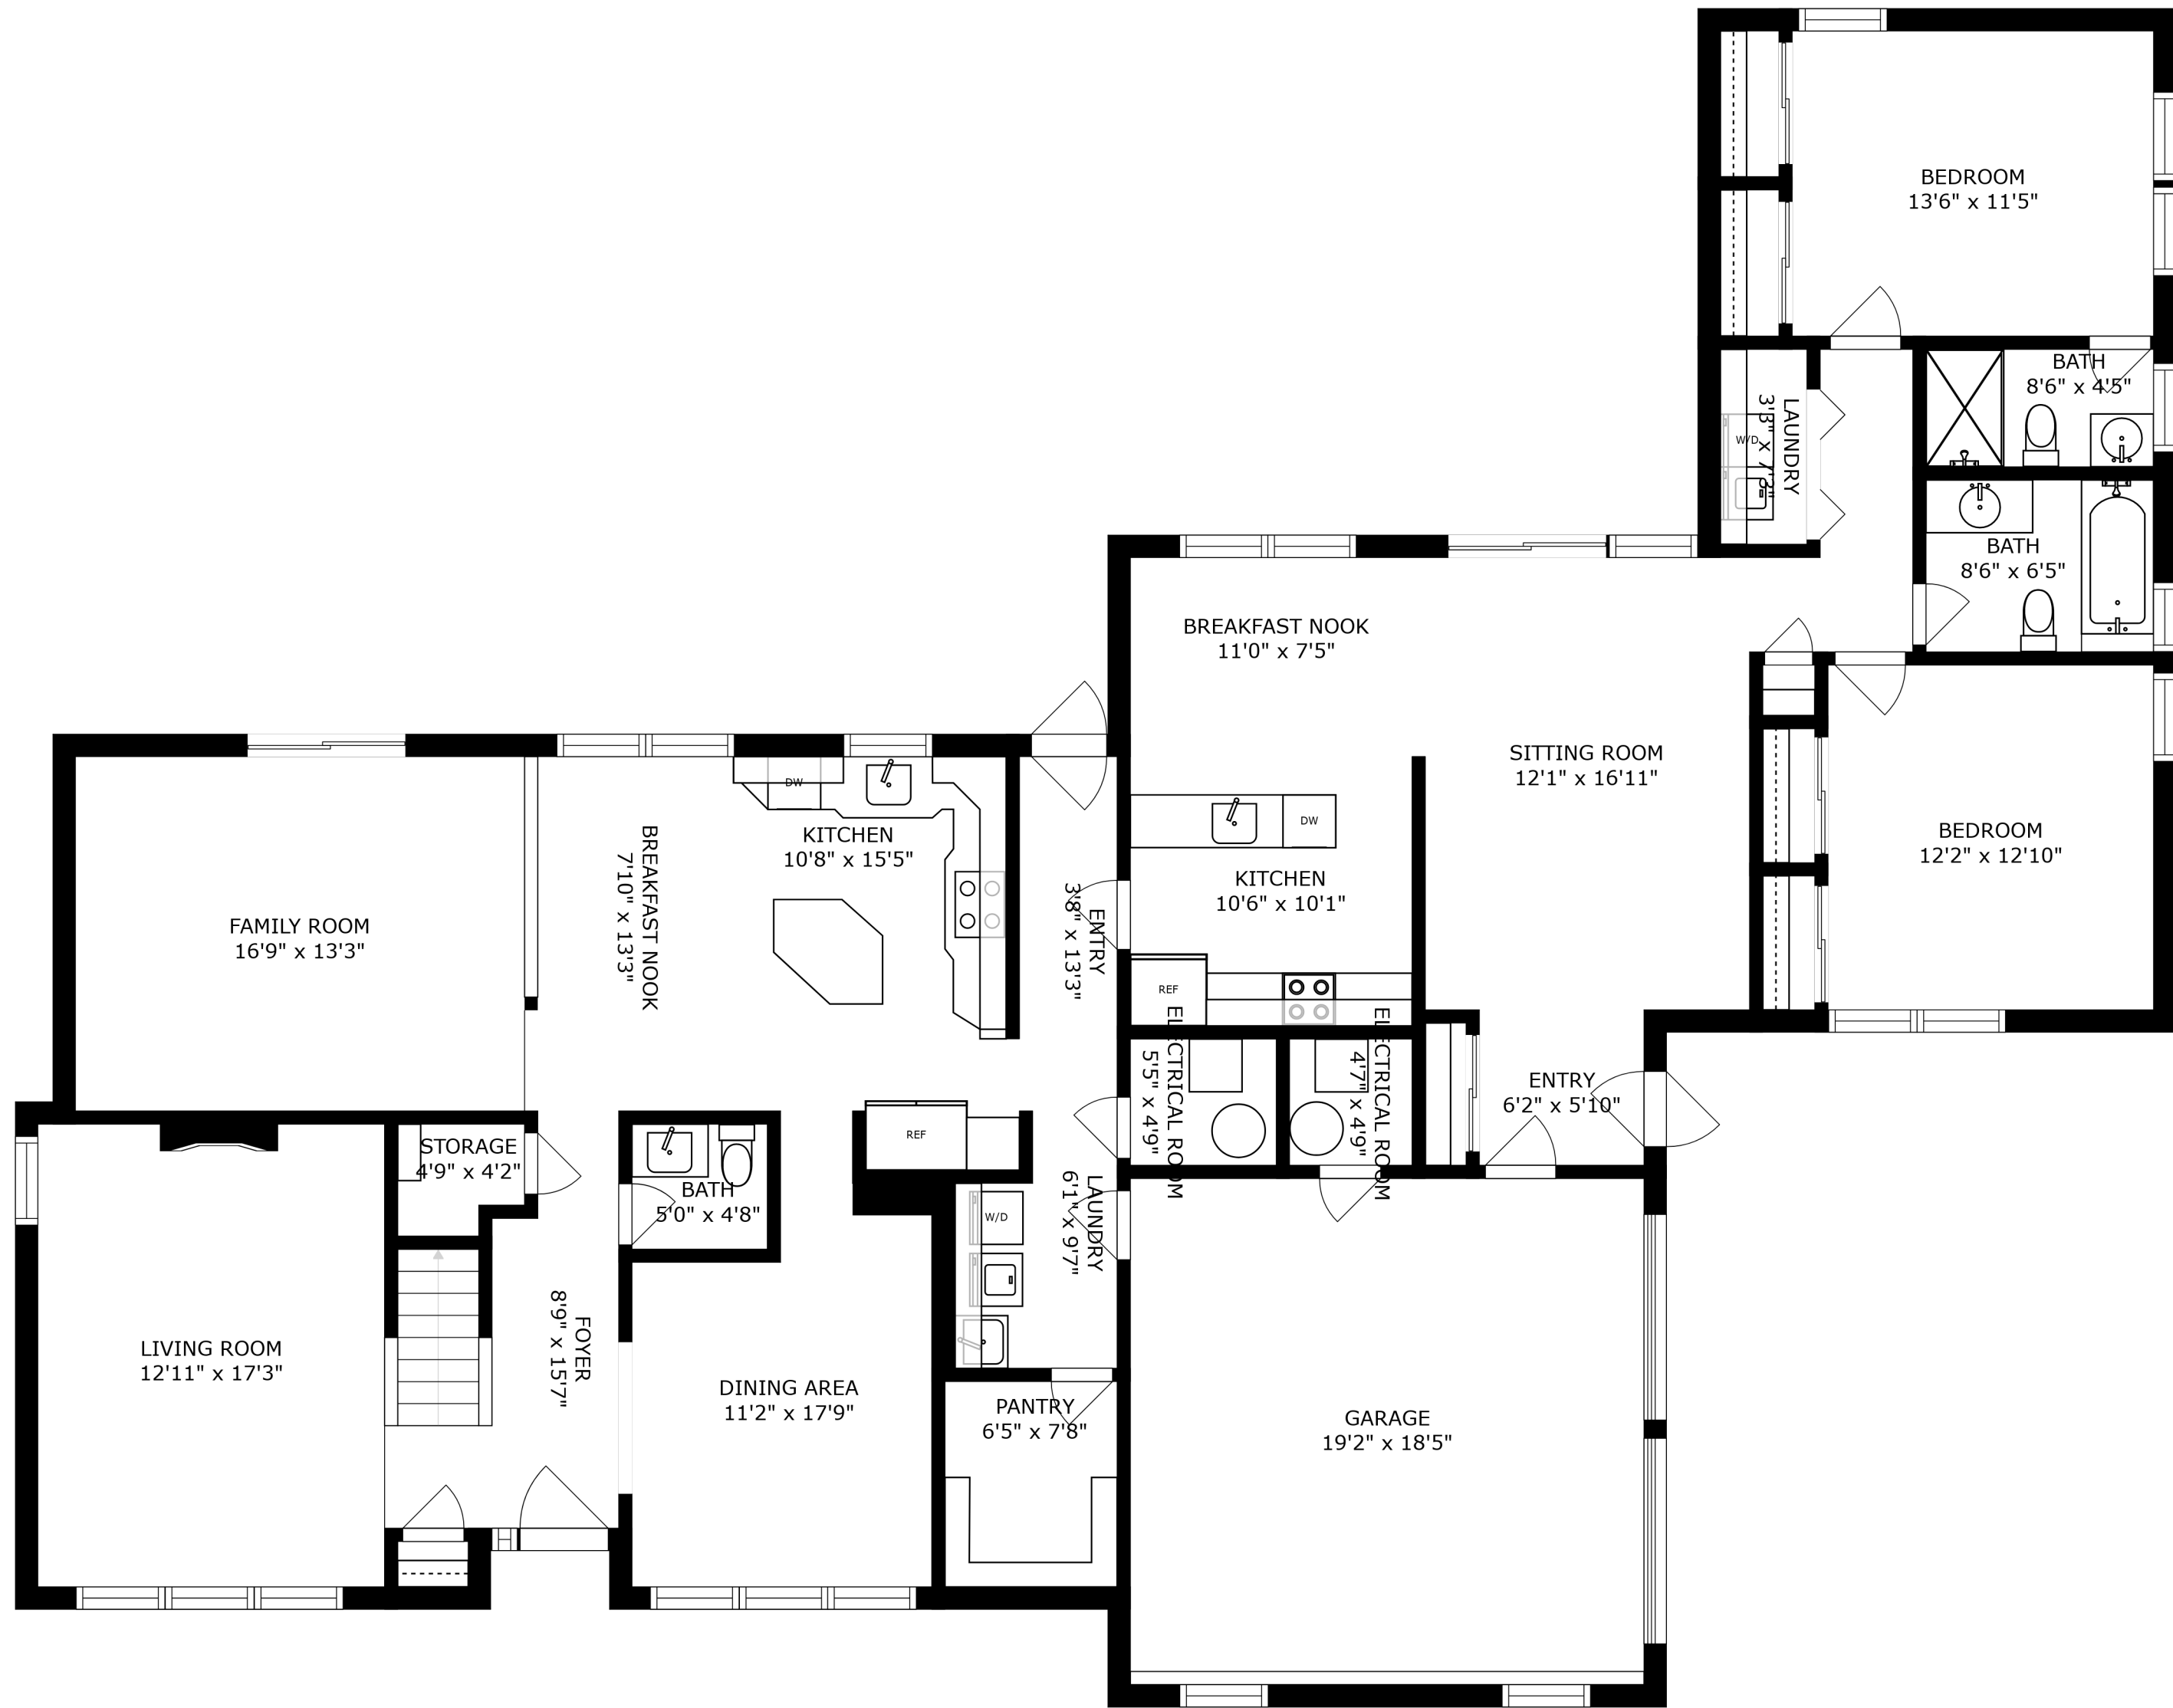 BEDROOM
13'6" x 11'5"
BATH
8'6" x 4'5"
LAUNDRY
3'3" x 7'3"
W/D
BATH
8'6" x 6'5"
BREAKFAST NOOK
11'0" x 7'5"
SITTING ROOM
12'1" x 16'11"
BEDROOM
12'2" x 12'10"
DW
KITCHEN
10'8" x 15'5"
BREAKFAST NOOK
7'10" x 13'3"
FAMILY ROOM
16'9" x 13'3"
DW
KITCHEN
10'6" x 10'1"
ENTRY
3'8" x 13'3"
REF
ELECTRICAL ROOM
5'5" x 4'9"
ELECTRICAL ROOM
4'7" x 4'9"
ENTRY
6'2" x 5'10"
STORAGE
4'9" x 4'2"
REF
BATH
5'0" x 4'8"
W/D
LAUNDRY
6'1" x 9'7"
FOYER
8'9" x 15'7"
LIVING ROOM
12'11" x 17'3"
DINING AREA
11'2" x 17'9"
PANTRY
6'5" x 7'8"
GARAGE
19'2" x 18'5"